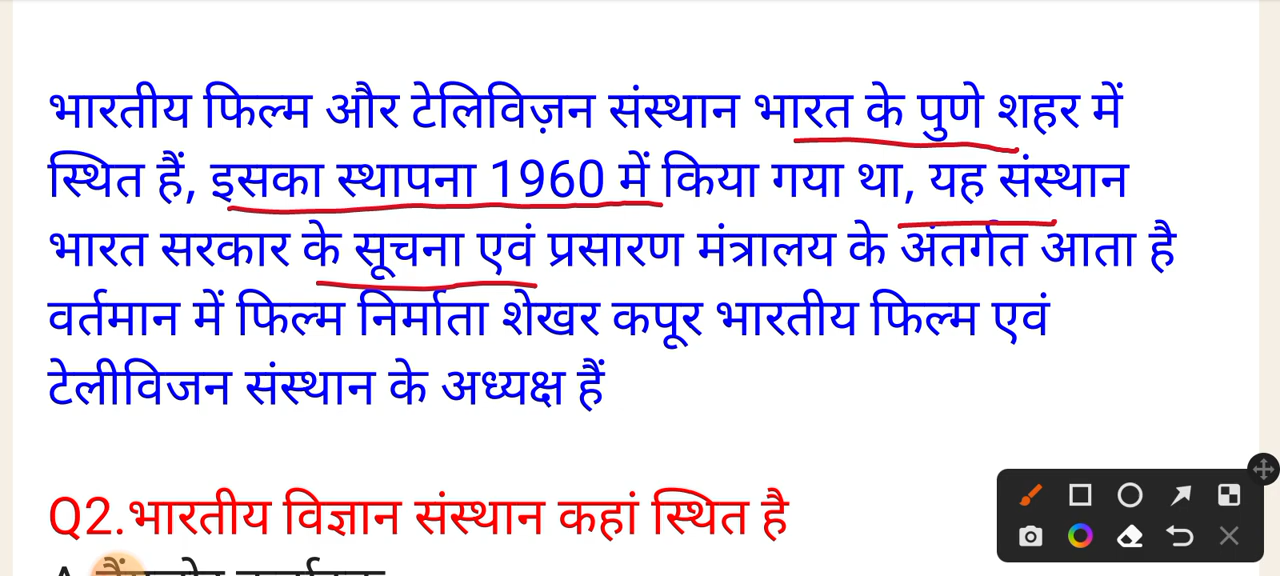 भारतीय फिल्म और टेलिविज़न संस्थान भारत के पुणे शहर में
स्थित हैं, इसका स्थापना 1960 में किया गया था, यह संस्थान
भारत सरकार के सूचना एवं प्रसारण मंत्रालय के अंतर्गत आता है
वर्तमान में फिल्म निर्माता शेखर कपूर भारतीय फिल्म एवं
टेलीविजन संस्थान के अध्यक्ष हैं
Q2.भारतीय विज्ञान संस्थान कहां स्थित है